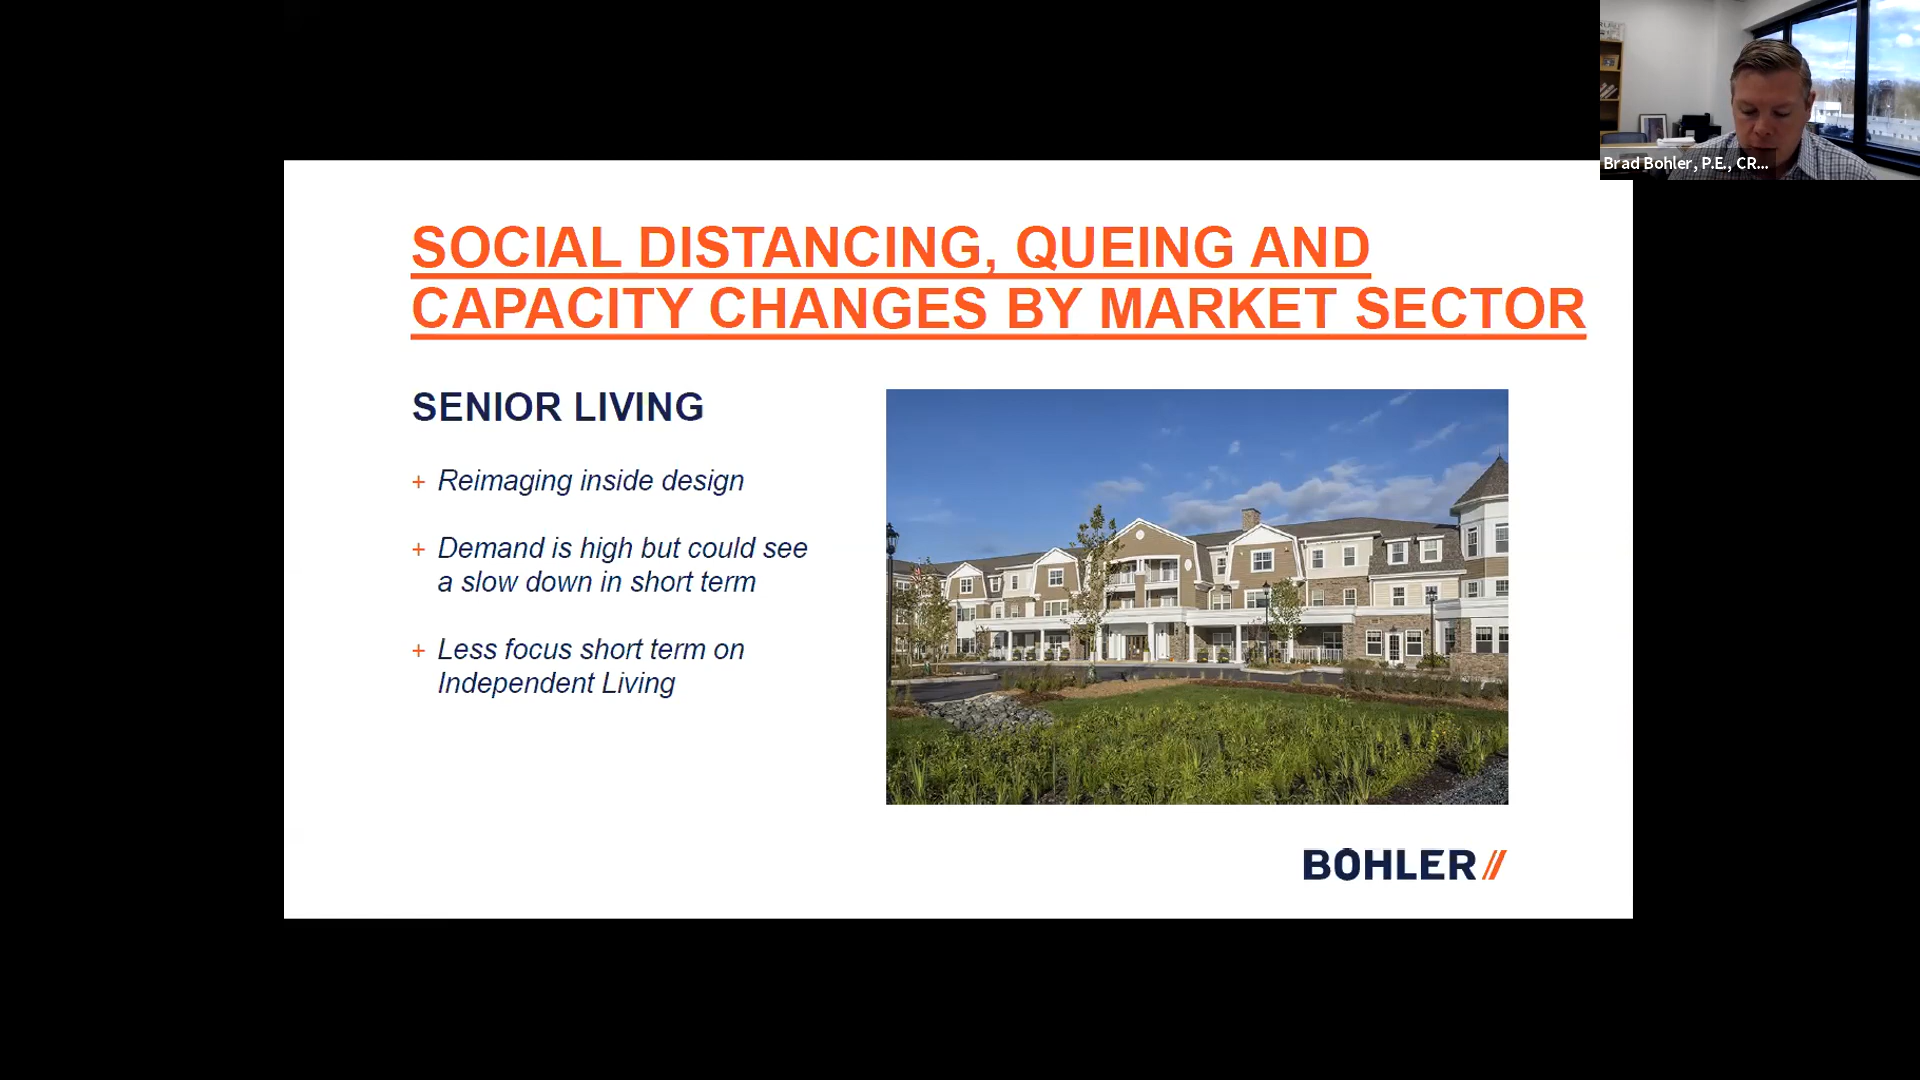 Brad Bohler, P.E., CR...
SOCIAL DISTANCING, QUEING AND
CAPACITY CHANGES BY MARKET SECTOR
SENIOR LIVING
+ Reimaging inside design
+ Demand is high but could see
a slow down in short term
+ Less focus short term on
Independent Living
BOHLER//